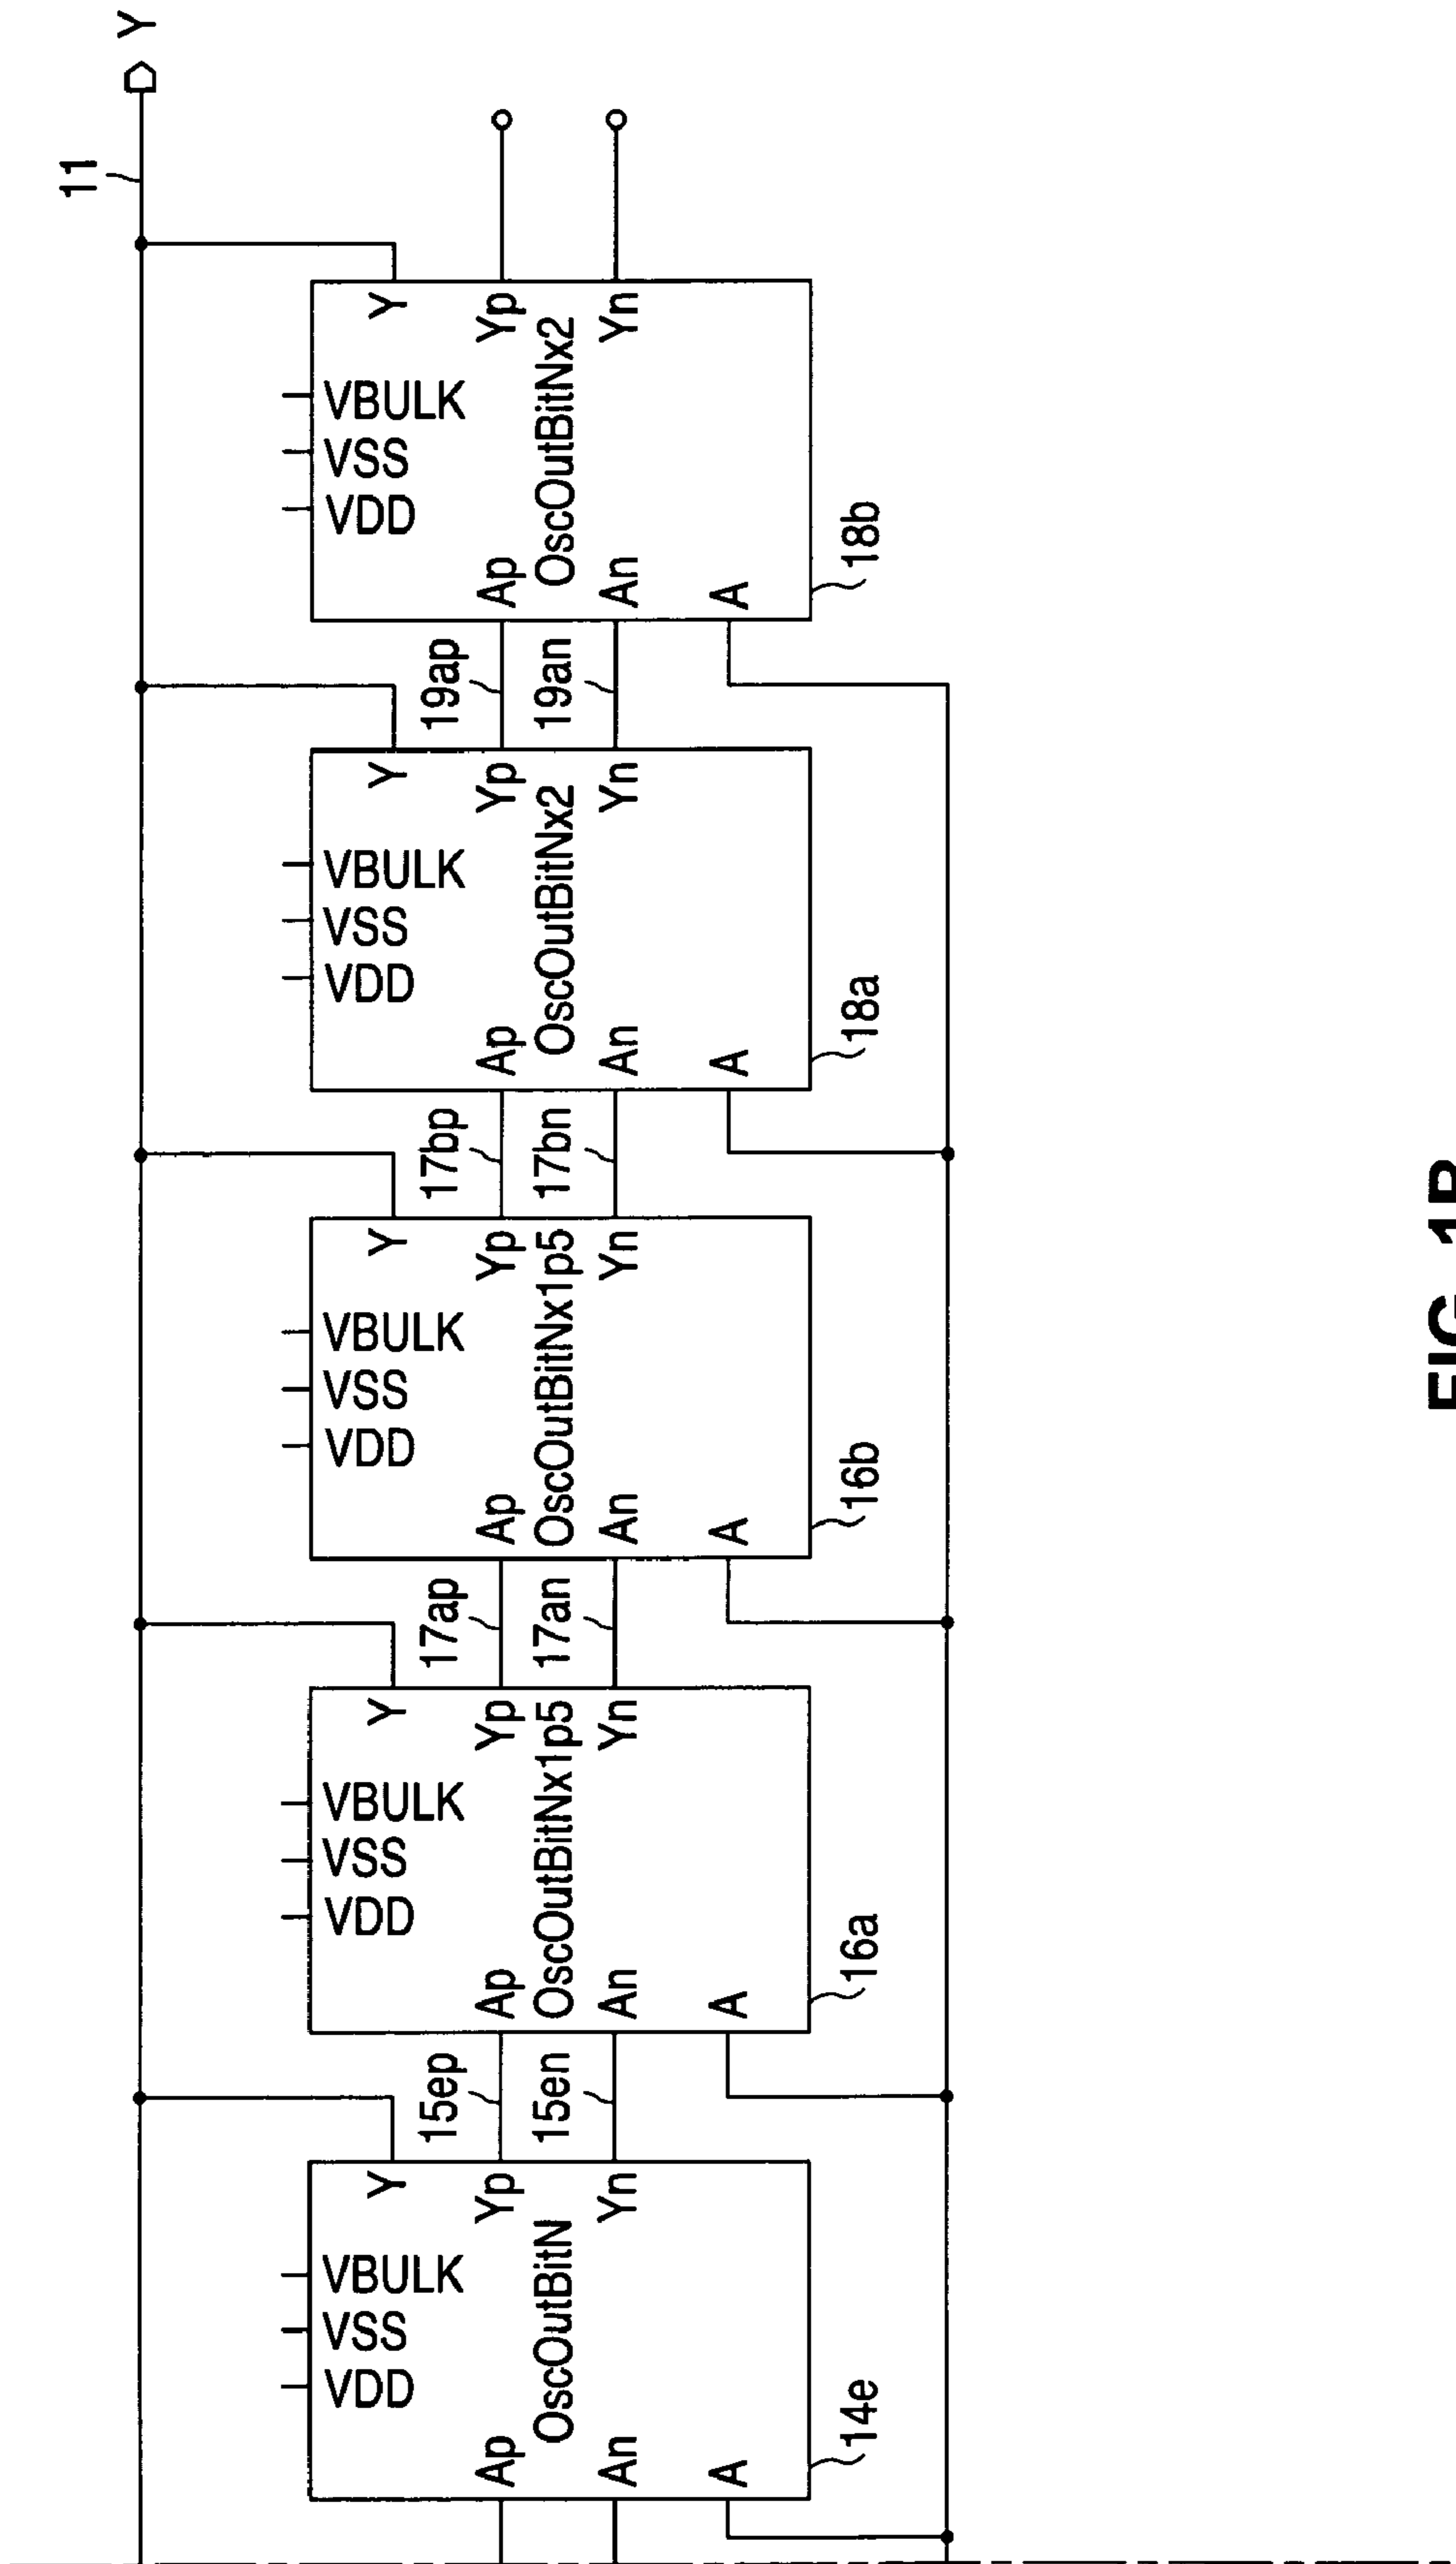 Y
11
Y
VBULK
VSS
VDD
Yp
Yn
OscOutBitNx2
Ap
An
A
18b
19ap
19an
Y
VBULK
VSS
VDD
Yp
Yn
OscOutBitNx2
Ap
An
A
18a
17bp
17bn
Y
VBULK
VSS
VDD
Yp
Yn
OscOutBitNx1p5
Ap
An
A
16b
17ap
17an
Y
VBULK
VSS
VDD
Yp
Yn
OscOutBitNx1p5
Ap
An
A
16a
15ep
15en
Y
VBULK
VSS
VDD
Yp
Yn
OscOutBitN
Ap
An
A
14e
FIG. 1B